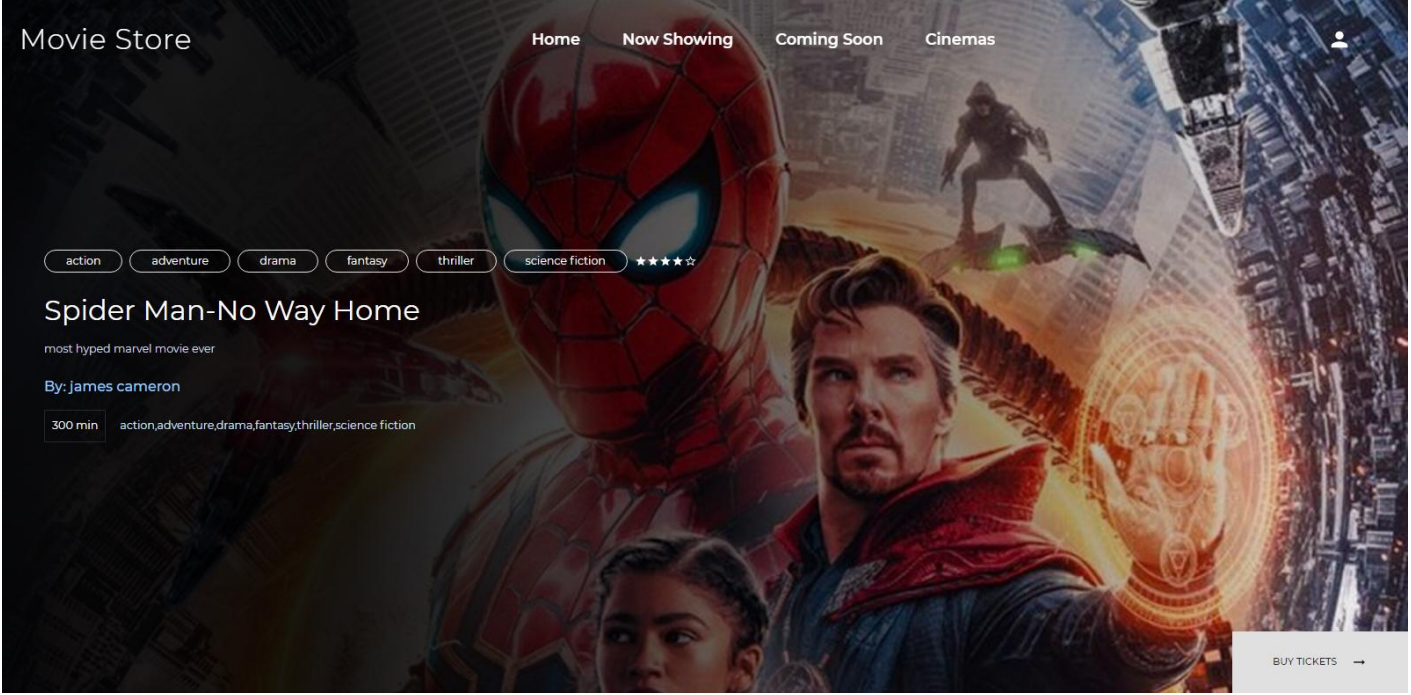 Movie Store
Home Now Showing Coming Soon Cinemas
action adventure drama fantasy thriller science fiction
Spider Man-No Way Home
most hyped marvel movie ever
By: james cameron
300 min action,adventure,drama,fantasy,thriller,science fiction
BUY TICKETS →